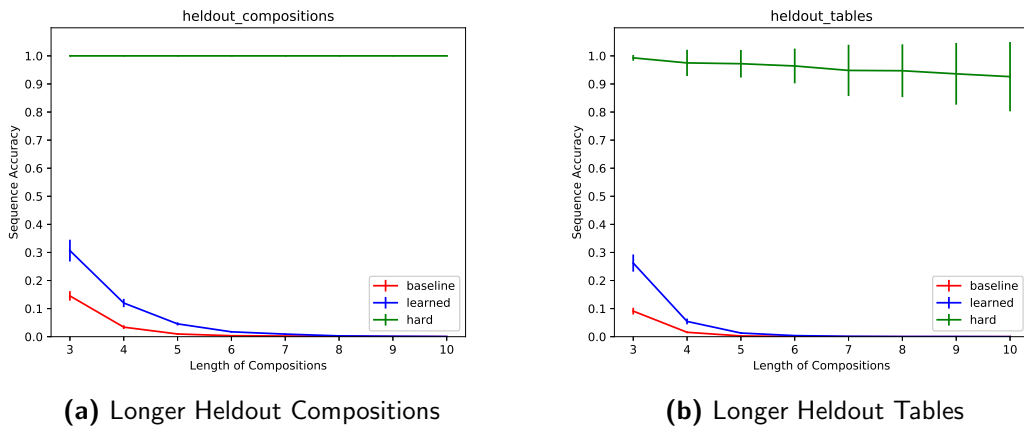 heldout_compositions
1.0
0.9
0.8
0.7
0.6
0.5
0.4
0.3
0.2
0.1
0.0
Sequence Accuracy
baseline
learned
hard
3 4 5 6 7 8 9 10
Length of Compositions
(a) Longer Heldout Compositions
heldout_tables
1.0
0.9
0.8
0.7
0.6
0.5
0.4
0.3
0.2
0.1
0.0
Sequence Accuracy
baseline
learned
hard
3 4 5 6 7 8 9 10
Length of Compositions
(b) Longer Heldout Tables